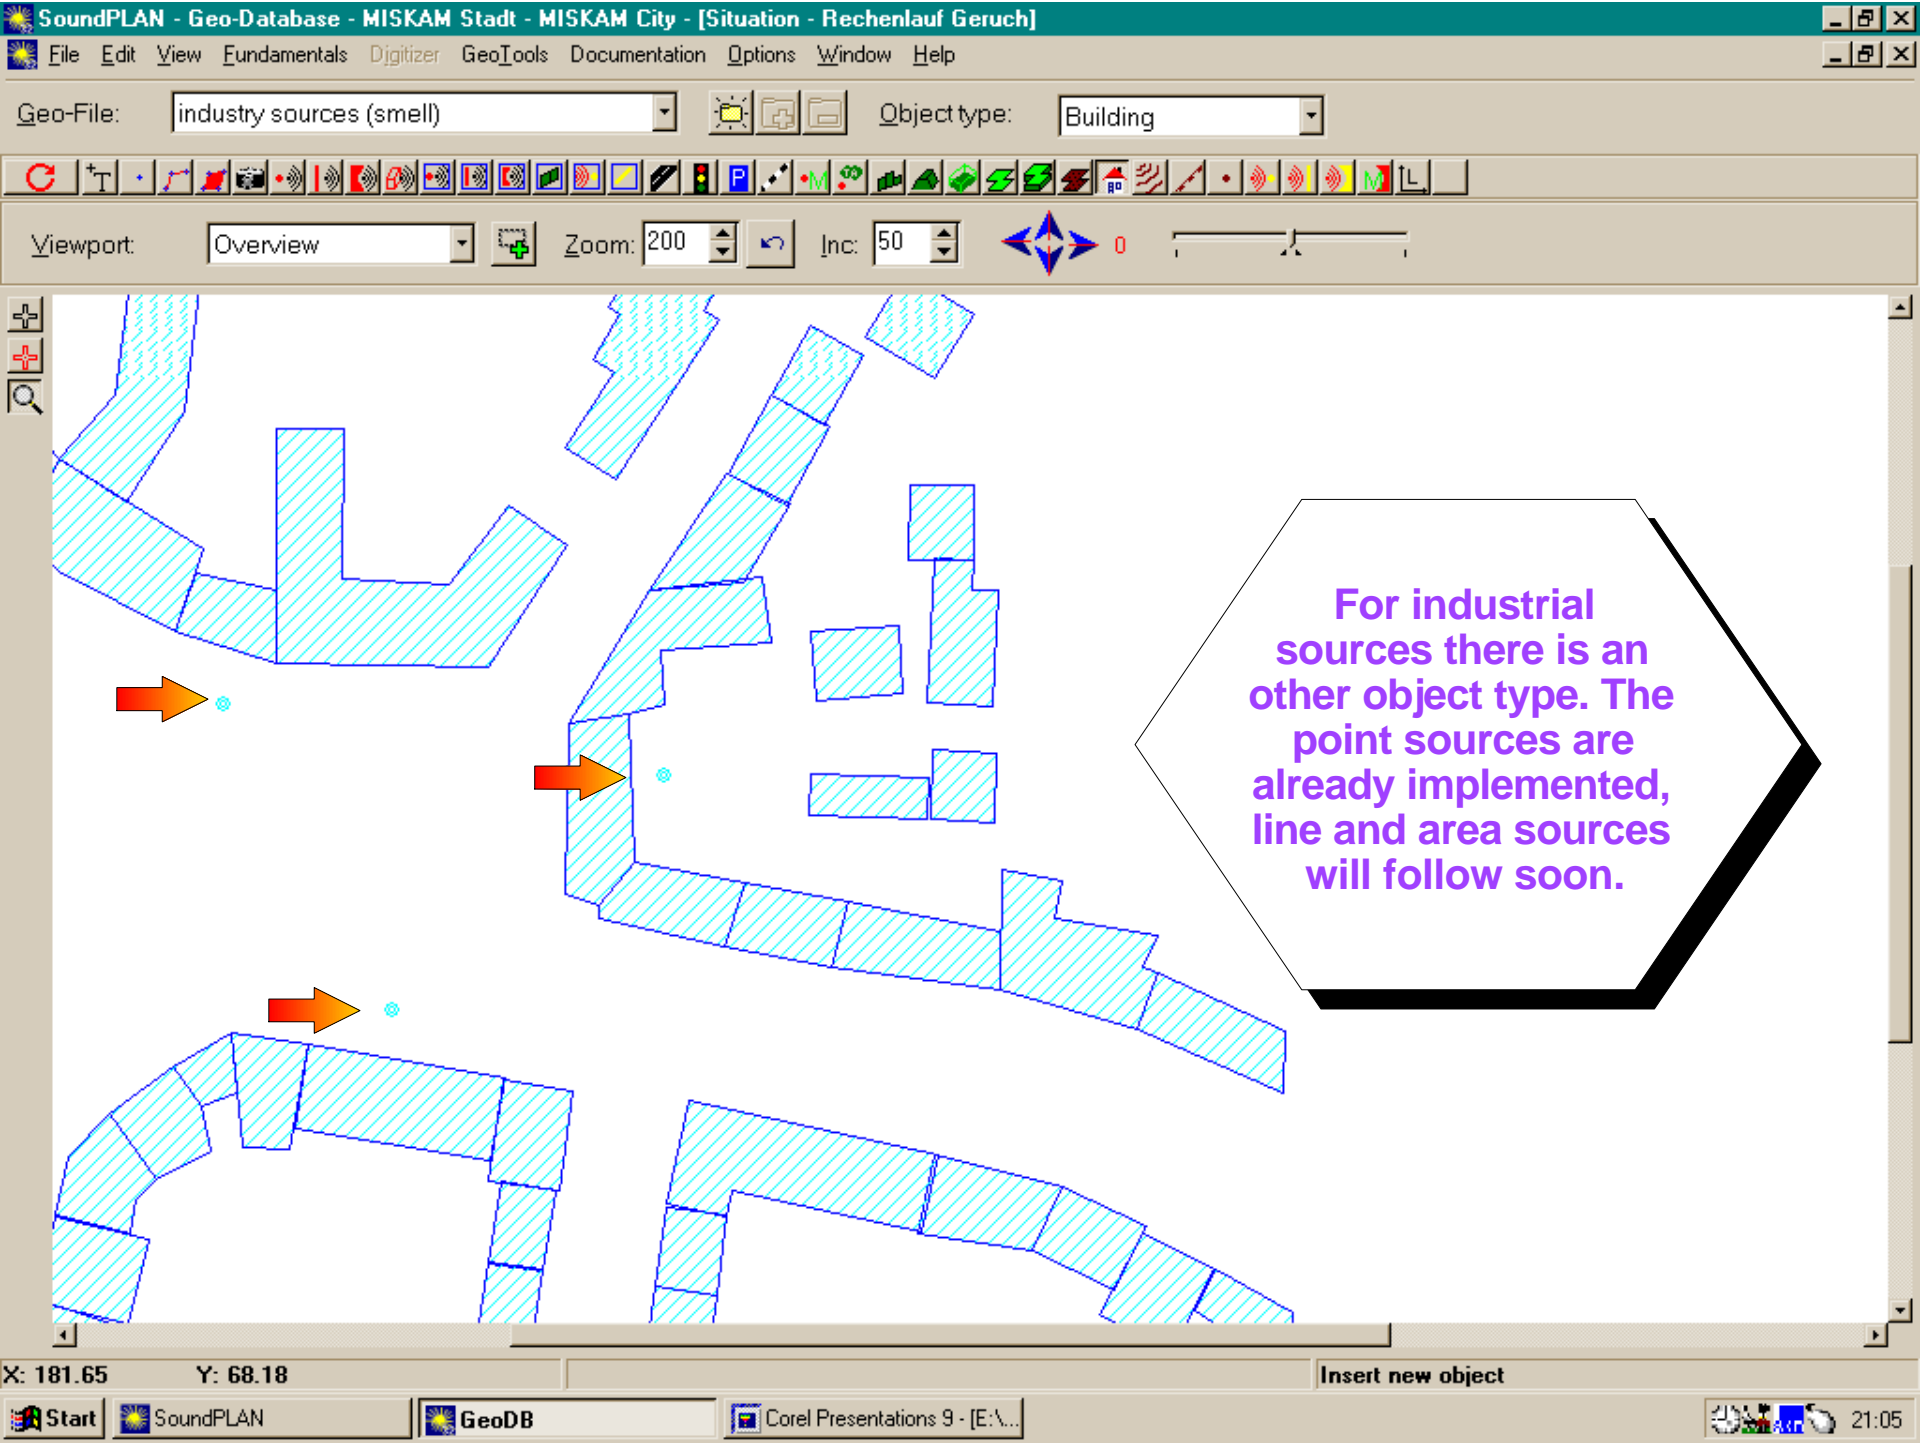 SoundPLAN - Geo-Database - MISKAM Stadt - MISKAM City - [Situation - Rechenlauf Geruch]
File Edit View Fundamentals Digitizer GeoTools Documentation Options Window Help
Geo-File: industry sources (smell) Object type: Building
Viewport: Overview Zoom: 200 Inc: 50 0
For industrial
sources there is an
other object type. The
point sources are
already implemented,
line and area sources
will follow soon.
X: 181.65 Y: 68.18 Insert new object
Start SoundPLAN GeoDB Corel Presentations 9 - [E:\... 21:05